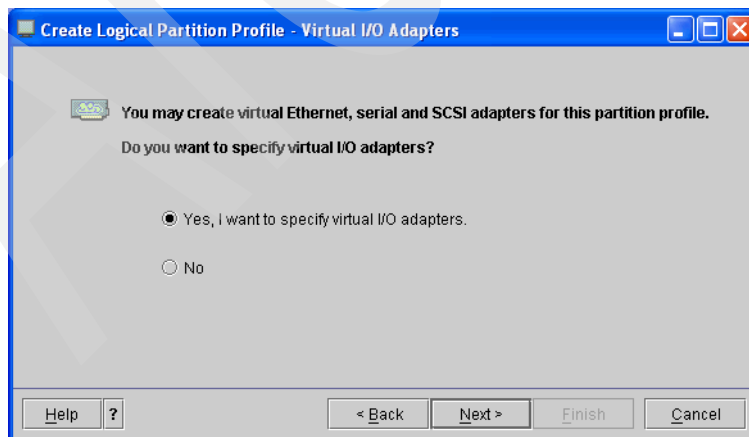 Create Logical Partition Profile - Virtual I/O Adapters
You may create virtual Ethernet, serial and SCSI adapters for this partition profile.
Do you want to specify virtual I/O adapters?
Yes, I want to specify virtual I/O adapters.
No
Help ? < Back Next > Finish Cancel